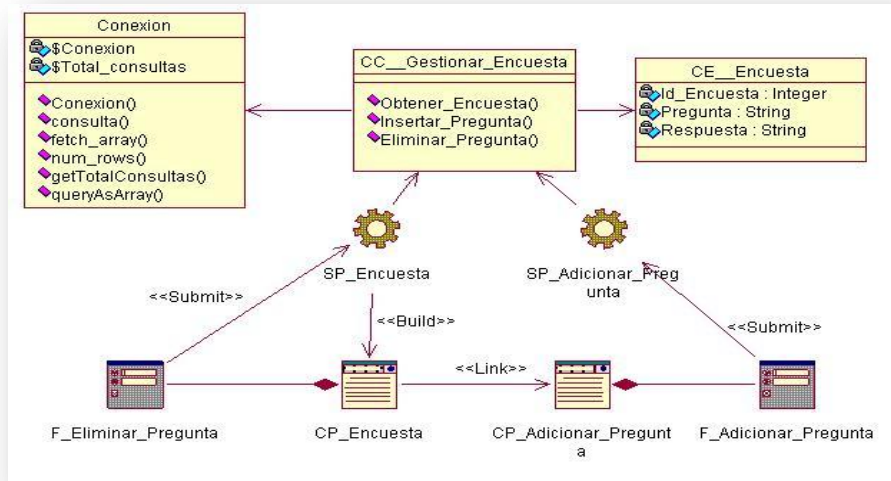 Conexion
$Conexion
$Total_consultas
Conexion()
consulta()
fetch_array()
num_rows()
getTotalConsultas()
queryAsArray()
CC__Gestionar_Encuesta
Obtener_Encuesta()
Insertar_Pregunta()
Eliminar_Pregunta()
CE__Encuesta
Id_Encuesta : Integer
Pregunta : String
Respuesta : String
SP_Encuesta
SP_Adicionar_Preg
unta
<<Submit>>
<<Build>>
<<Submit>>
<<Link>>
F_Eliminar_Pregunta
CP_Encuesta
CP_Adicionar_Pregunt
a
F_Adicionar_Pregunta